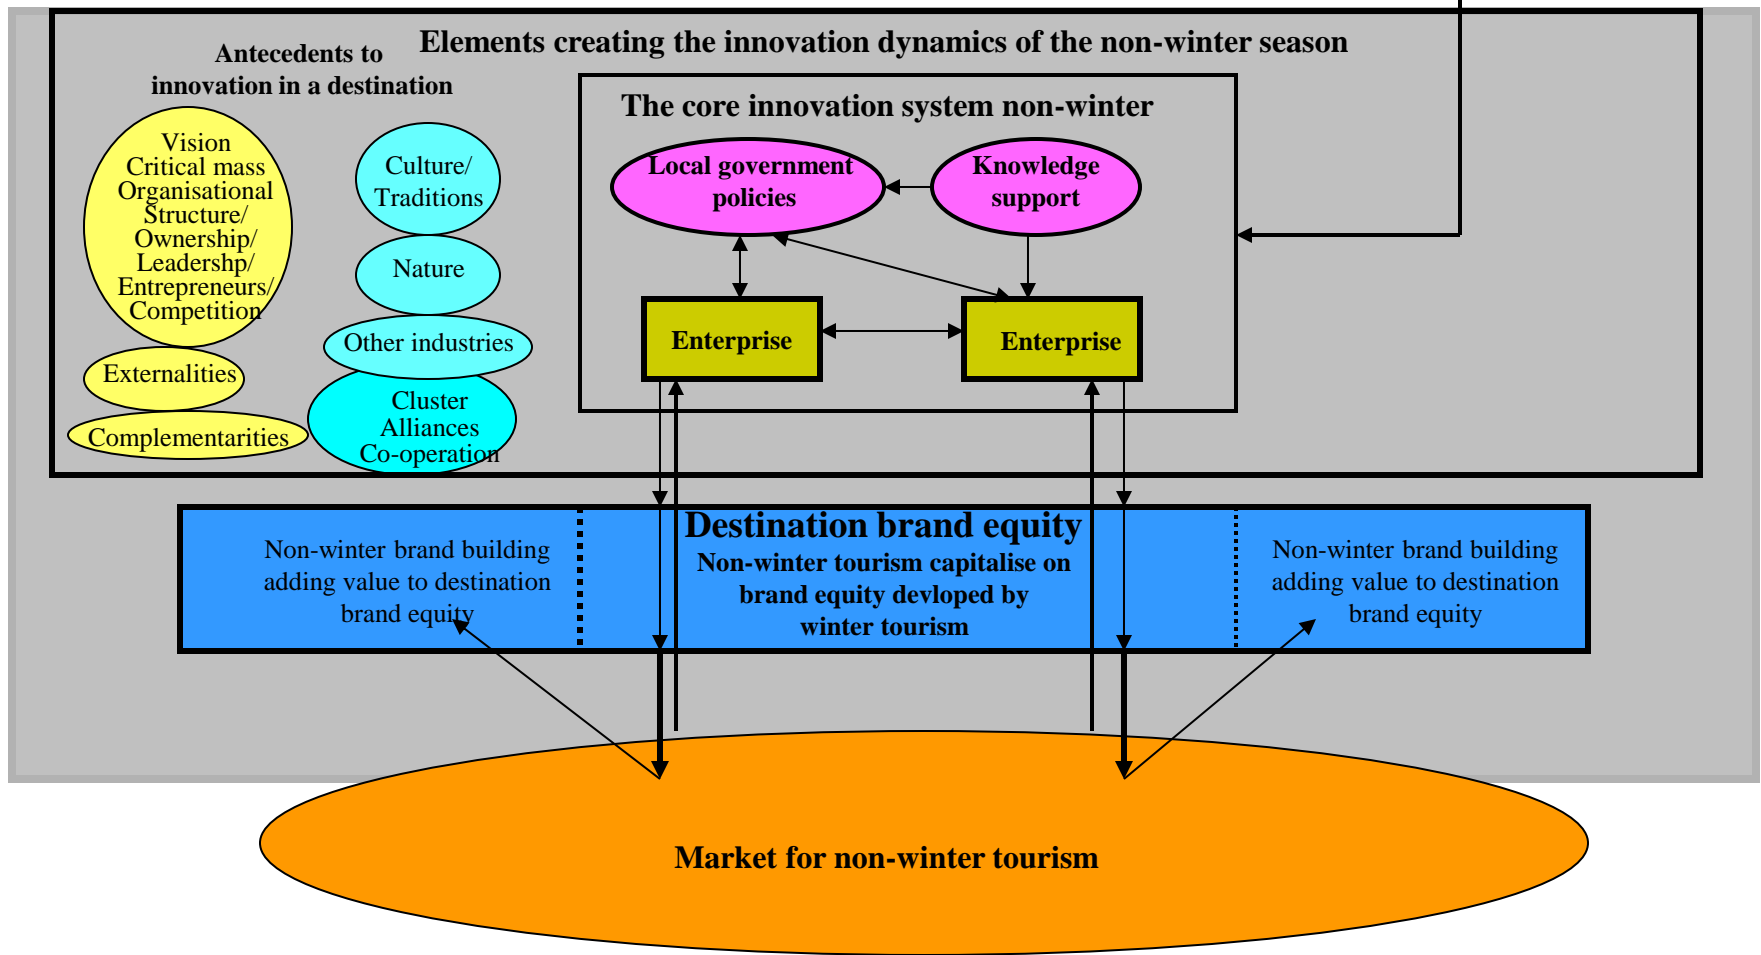 Elements creating the innovation dynamics of the non-winter season
Antecedents to
innovation in a destination
Vision
Critical mass
Organisational
Structure/
Ownership/
Leadershp/
Entrepreneurs/
Competition
Externalities
Complementarities
Culture/
Traditions
Nature
Other industries
Cluster
Alliances
Co-operation
The core innovation system non-winter
Local government
policies
Knowledge
support
Enterprise
Enterprise
Non-winter brand building
adding value to destination
brand equity
Destination brand equity
Non-winter tourism capitalise on
brand equity devloped by
winter tourism
Non-winter brand building
adding value to destination
brand equity
Market for non-winter tourism